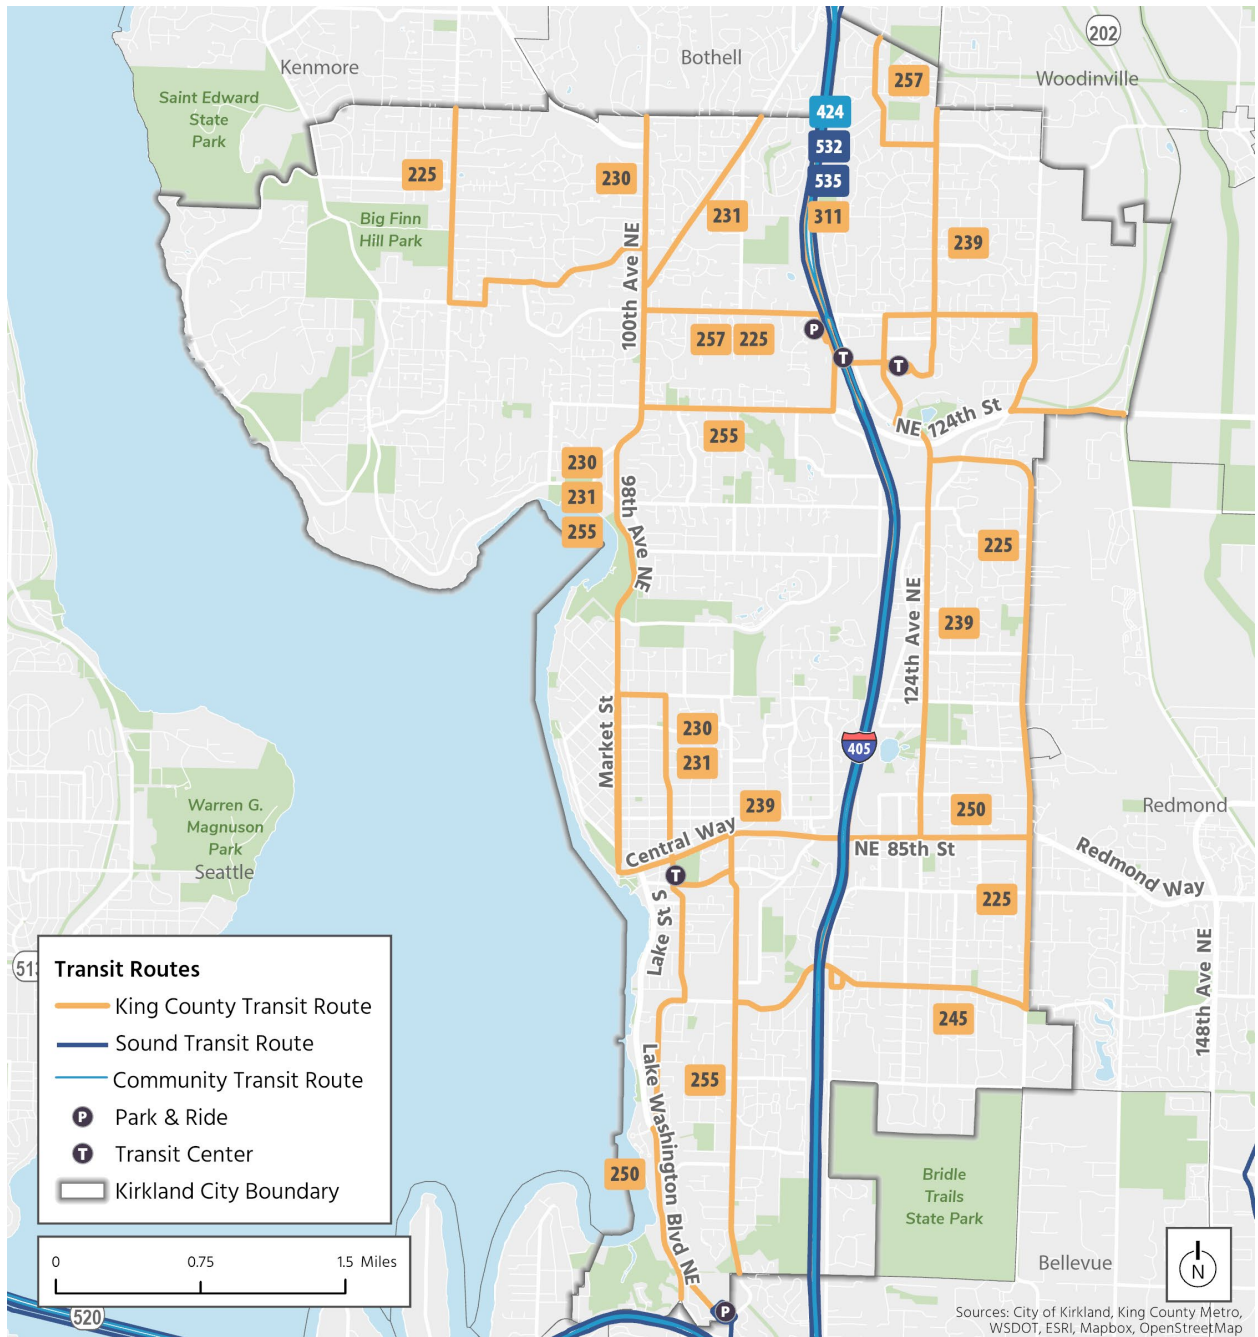 202
Bothell
Kenmore
Woodinville
257
Saint Edward
State
Park
424
532
535
311
225
230
231
Big Finn
Hill Park
239
100th Ave NE
257
225
P
T
T
NE 124th St
255
230
231
255
98th Ave NE
225
239
124th Ave NE
Market St
230
231
405
239
250
Redmond
Warren G.
Magnuson
Park
Seattle
Central Way
NE 85th St
Redmond Way
T
225
Lake St S
148th Ave NE
513
245
Lake Washington Blvd NE
255
250
Bridle
Trails
State Park
Bellevue
P
520
Transit Routes
King County Transit Route
Sound Transit Route
Community Transit Route
P Park & Ride
T Transit Center
Kirkland City Boundary
0 0.75 1.5 Miles
N
Sources: City of Kirkland, King County Metro,
WSDOT, ESRI, Mapbox, OpenStreetMap